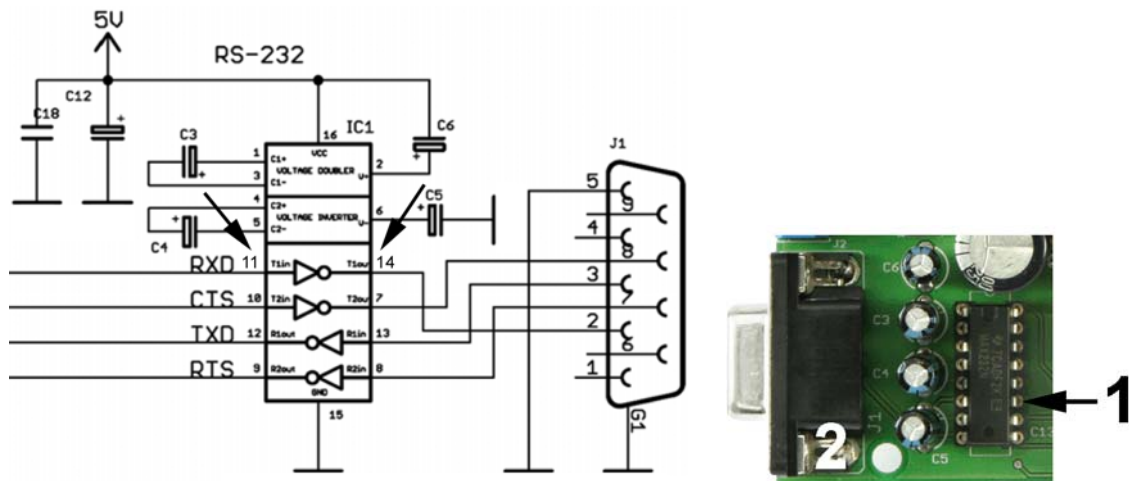 5V
RS-232
C12
C18
C3
IC1
C6
16
VCC
1
C1+
VOLTAGE DOUBLER
2
V+
3
C1-
4
C2+
VOLTAGE INVERTER
6
V-
5
C2-
C5
C4
+
+
+
+
+
RXD 11 T1in T1out 14
CTS 10 T2in T2out 7
TXD 12 R1out R1in 13
RTS 9 R2out R2in 8
GND
15
J1
5
9
4
8
3
7
2
6
1
G1
J2
C6
C3
C4
C5
J1
C13
MAX232N
1
2